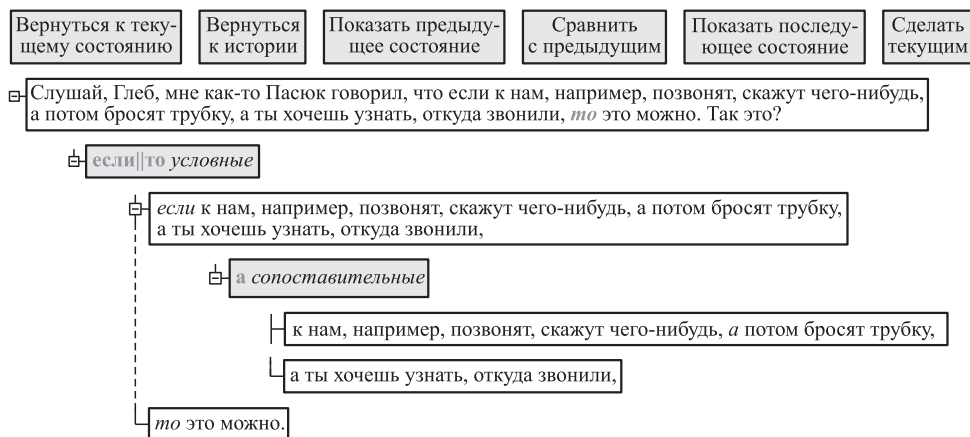 Вернуться к теку-
щему состоянию
Вернуться
к истории
Показать предыду-
щее состояние
Сравнить
с предыдущим
Показать последу-
ющее состояние
Сделать
текущим
Слушай, Глеб, мне как-то Пасюк говорил, что если к нам, например, позвонят, скажут чего-нибудь,
а потом бросят трубку, а ты хочешь узнать, откуда звонили, то это можно. Так это?
если||то условные
если к нам, например, позвонят, скажут чего-нибудь, а потом бросят трубку,
а ты хочешь узнать, откуда звонили,
а сопоставительные
к нам, например, позвонят, скажут чего-нибудь, а потом бросят трубку,
а ты хочешь узнать, откуда звонили,
то это можно.